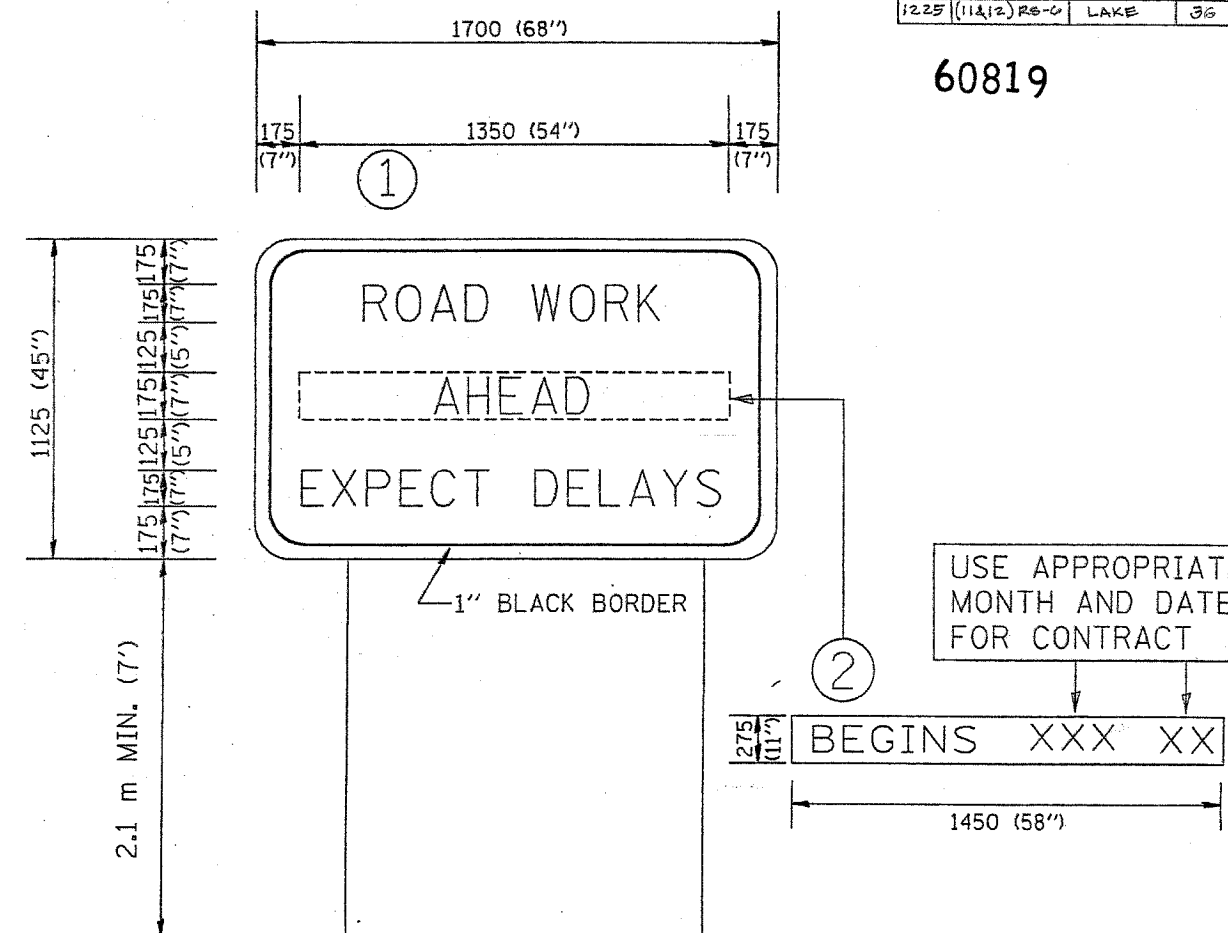 1225 (11&12) RS-6 LAKE 36
60819
1700 (68")
175 (7")
1350 (54")
175 (7")
1
1125 (45")
175 (7")
175 (7")
125 (5")
175 (7")
125 (5")
175 (7")
175 (7")
ROAD WORK
AHEAD
EXPECT DELAYS
1" BLACK BORDER
2.1 m MIN. (7')
USE APPROPRIAT
MONTH AND DATE
FOR CONTRACT
2
275 (11")
BEGINS XXX XX
1450 (58")